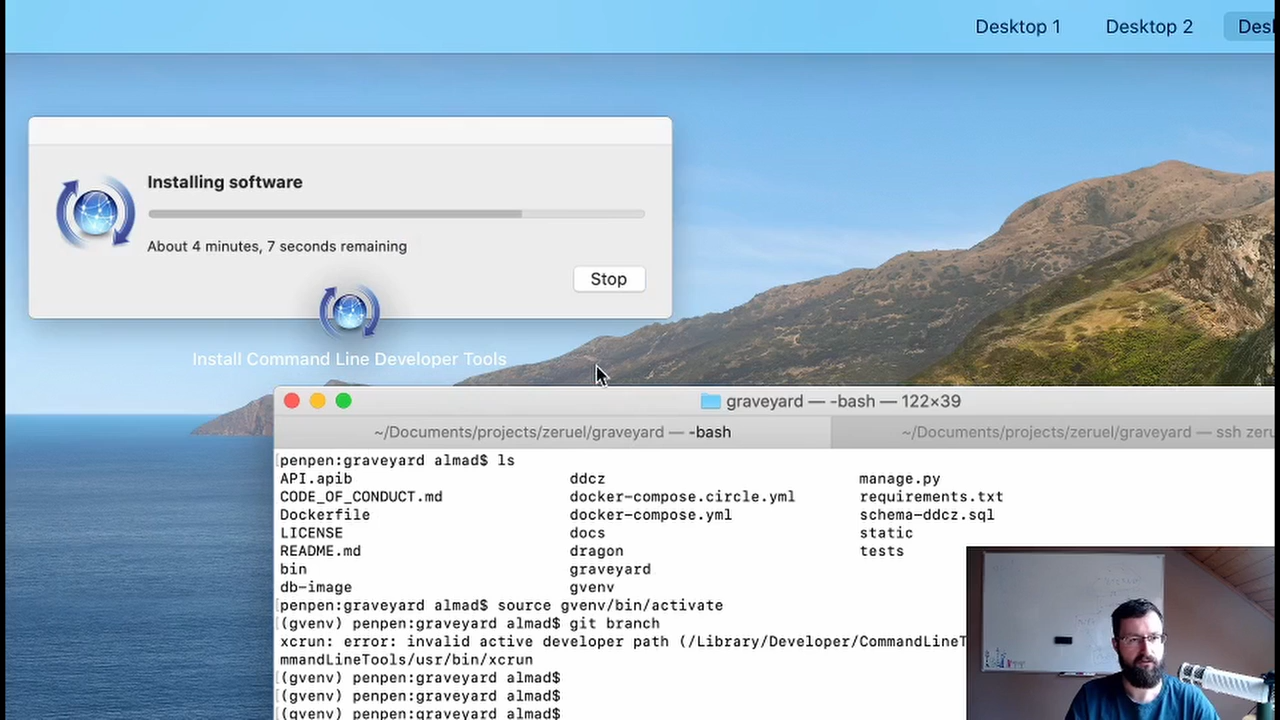 Desktop 1 Desktop 2
Installing software
About 4 minutes, 7 seconds remaining
Stop
Install Command Line Developer Tools
graveyard — -bash — 122×39
~/Documents/projects/zeruel/graveyard — -bash ~/Documents/projects/zeruel/graveyard — ssh zeru
penpen:graveyard almad$ ls
API.apib ddcz manage.py
CODE_OF_CONDUCT.md docker-compose.circle.yml requirements.txt
Dockerfile docker-compose.yml schema-ddcz.sql
LICENSE docs static
README.md dragon tests
bin graveyard
db-image gvenv
penpen:graveyard almad$ source gvenv/bin/activate
(gvenv) penpen:graveyard almad$ git branch
xcrun: error: invalid active developer path (/Library/Developer/CommandLineT
mmandLineTools/usr/bin/xcrun
(gvenv) penpen:graveyard almad$
(gvenv) penpen:graveyard almad$
(gvenv) penpen:graveyard almad$